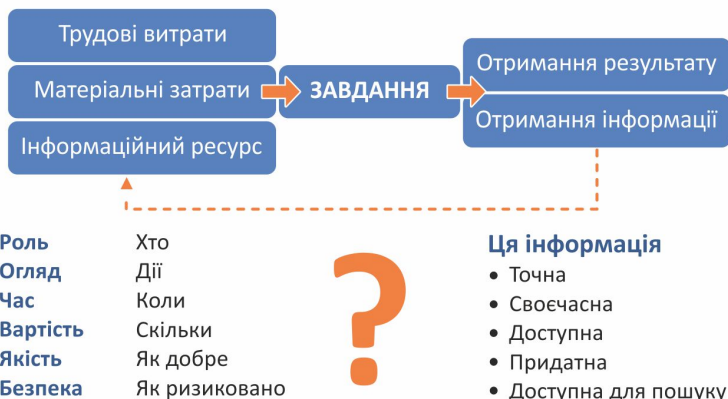 Трудові витрати
Матеріальні затрати
Інформаційний ресурс
ЗАВДАННЯ
Отримання результату
Отримання інформації
Роль Хто
Огляд Дії
Час Коли
Вартість Скільки
Якість Як добре
Безпека Як ризиковано
?
Ця інформація
• Точна
• Своєчасна
• Доступна
• Придатна
• Доступна для пошуку